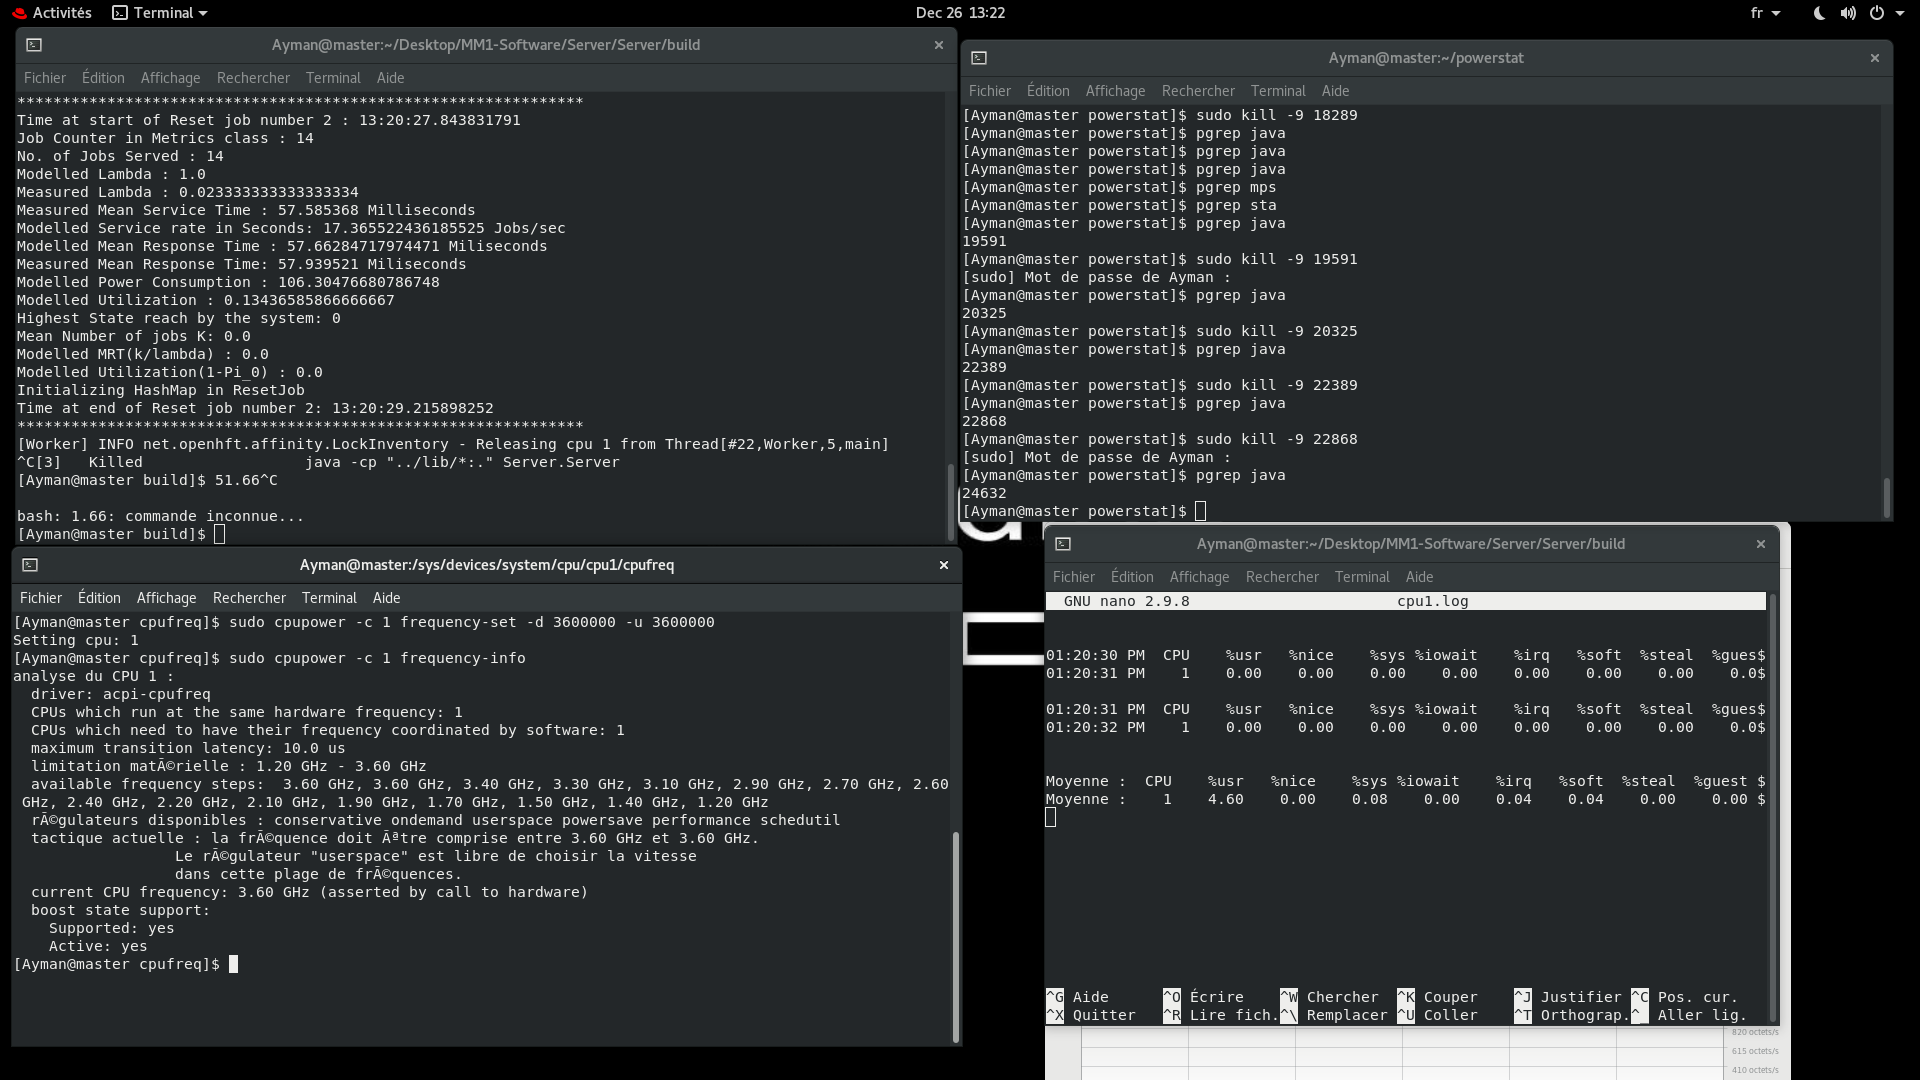 Activités Terminal Dec 26 13:22 fr
Ayman@master:~/Desktop/MM1-Software/Server/Server/build
Fichier Édition Affichage Rechercher Terminal Aide
***************************************************************
Time at start of Reset job number 2 : 13:20:27.843831791
Job Counter in Metrics class : 14
No. of Jobs Served : 14
Modelled Lambda : 1.0
Measured Lambda : 0.023333333333333334
Measured Mean Service Time : 57.585368 Milliseconds
Modelled Service rate in Seconds: 17.365522436185525 Jobs/sec
Modelled Mean Response Time : 57.66284717974471 Miliseconds
Measured Mean Response Time: 57.939521 Miliseconds
Modelled Power Consumption : 106.30476680786748
Modelled Utilization : 0.13436585866666667
Highest State reach by the system: 0
Mean Number of jobs K: 0.0
Modelled MRT(k/lambda) : 0.0
Modelled Utilization(1-Pi_0) : 0.0
Initializing HashMap in ResetJob
Time at end of Reset job number 2: 13:20:29.215898252
***************************************************************
[Worker] INFO net.openhft.affinity.LockInventory - Releasing cpu 1 from Thread[#22,Worker,5,main]
^C[3]   Killed                  java -cp "../lib/*:." Server.Server
[Ayman@master build]$ 51.66^C
bash: 1.66: commande inconnue...
[Ayman@master build]$
Ayman@master:~/powerstat
Fichier Édition Affichage Rechercher Terminal Aide
[Ayman@master powerstat]$ sudo kill -9 18289
[Ayman@master powerstat]$ pgrep java
[Ayman@master powerstat]$ pgrep java
[Ayman@master powerstat]$ pgrep java
[Ayman@master powerstat]$ pgrep mps
[Ayman@master powerstat]$ pgrep sta
[Ayman@master powerstat]$ pgrep java
19591
[Ayman@master powerstat]$ sudo kill -9 19591
[sudo] Mot de passe de Ayman :
[Ayman@master powerstat]$ pgrep java
20325
[Ayman@master powerstat]$ sudo kill -9 20325
[Ayman@master powerstat]$ pgrep java
22389
[Ayman@master powerstat]$ sudo kill -9 22389
[Ayman@master powerstat]$ pgrep java
22868
[Ayman@master powerstat]$ sudo kill -9 22868
[sudo] Mot de passe de Ayman :
[Ayman@master powerstat]$ pgrep java
24632
[Ayman@master powerstat]$
Ayman@master:/sys/devices/system/cpu/cpu1/cpufreq
Fichier Édition Affichage Rechercher Terminal Aide
[Ayman@master cpufreq]$ sudo cpupower -c 1 frequency-set -d 3600000 -u 3600000
Setting cpu: 1
[Ayman@master cpufreq]$ sudo cpupower -c 1 frequency-info
analyse du CPU 1 :
driver: acpi-cpufreq
CPUs which run at the same hardware frequency: 1
CPUs which need to have their frequency coordinated by software: 1
maximum transition latency: 10.0 us
limitation matÃ©rielle : 1.20 GHz - 3.60 GHz
available frequency steps:  3.60 GHz, 3.60 GHz, 3.40 GHz, 3.30 GHz, 3.10 GHz, 2.90 GHz, 2.70 GHz, 2.60
GHz, 2.40 GHz, 2.20 GHz, 2.10 GHz, 1.90 GHz, 1.70 GHz, 1.50 GHz, 1.40 GHz, 1.20 GHz
rÃ©gulateurs disponibles : conservative ondemand userspace powersave performance schedutil
tactique actuelle : la frÃ©quence doit Ãªtre comprise entre 3.60 GHz et 3.60 GHz.
Le rÃ©gulateur "userspace" est libre de choisir la vitesse
dans cette plage de frÃ©quences.
current CPU frequency: 3.60 GHz (asserted by call to hardware)
boost state support:
Supported: yes
Active: yes
[Ayman@master cpufreq]$
Ayman@master:~/Desktop/MM1-Software/Server/Server/build
Fichier Édition Affichage Rechercher Terminal Aide
GNU nano 2.9.8 cpu1.log
01:20:30 PM  CPU    %usr   %nice    %sys %iowait    %irq   %soft  %steal  %gues$
01:20:31 PM    1    0.00    0.00    0.00    0.00    0.00    0.00    0.00    0.0$
01:20:31 PM  CPU    %usr   %nice    %sys %iowait    %irq   %soft  %steal  %gues$
01:20:32 PM    1    0.00    0.00    0.00    0.00    0.00    0.00    0.00    0.0$
Moyenne :  CPU    %usr   %nice    %sys %iowait    %irq   %soft  %steal  %guest $
Moyenne :    1    4.60    0.00    0.08    0.00    0.04    0.04    0.00    0.00 $
^G Aide ^O Écrire ^W Chercher ^K Couper ^J Justifier ^C Pos. cur.
^X Quitter ^R Lire fich. ^\ Remplacer ^U Coller ^T Orthograp. ^_ Aller lig.
820 octets/s
615 octets/s
410 octets/s